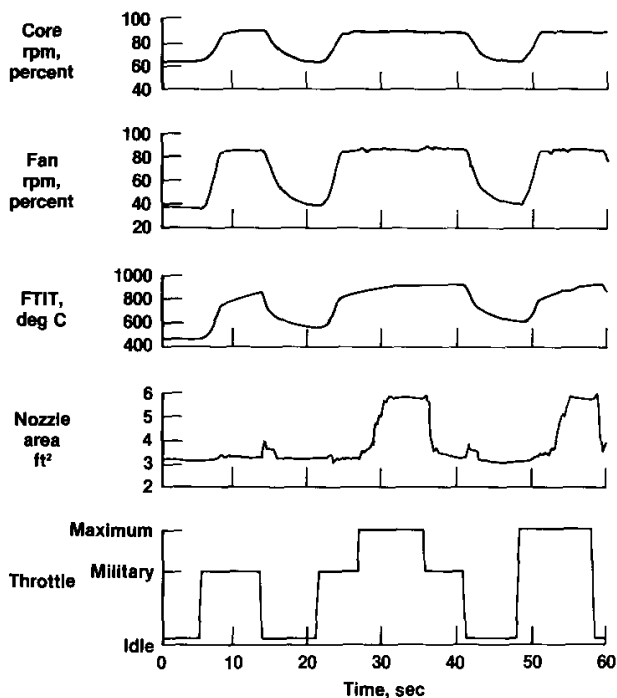 Core
rpm,
percent
100
80
60
40
Fan
rpm,
percent
100
80
60
40
20
FTIT,
deg C
1000
800
600
400
Nozzle
area
ft²
6
5
4
3
2
Throttle
Maximum
Military
Idle
0 10 20 30 40 50 60
Time, sec